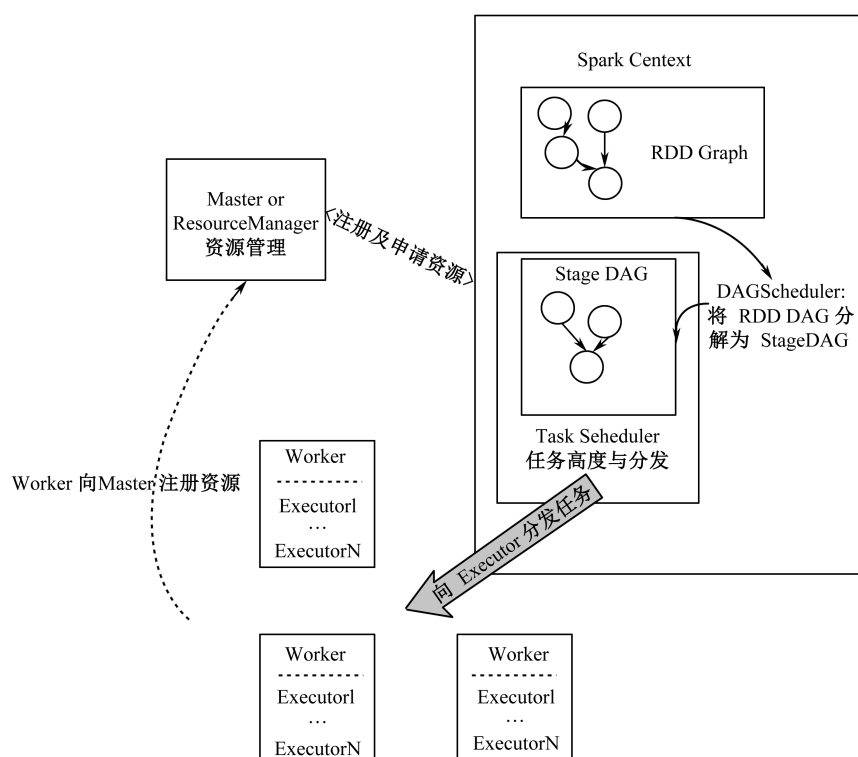 Spark Centext
RDD Graph
Master or
ResourceManager
资源管理
<注册及申请资源>
Stage DAG
DAGScheduler:
将 RDD DAG 分
解为 StageDAG
Task Seheduler
任务高度与分发
Worker 向Master 注册资源
Worker
Executorl
…
ExecutorN
向 Executor 分发任务
Worker
Executorl
…
ExecutorN
Worker
Executorl
…
ExecutorN